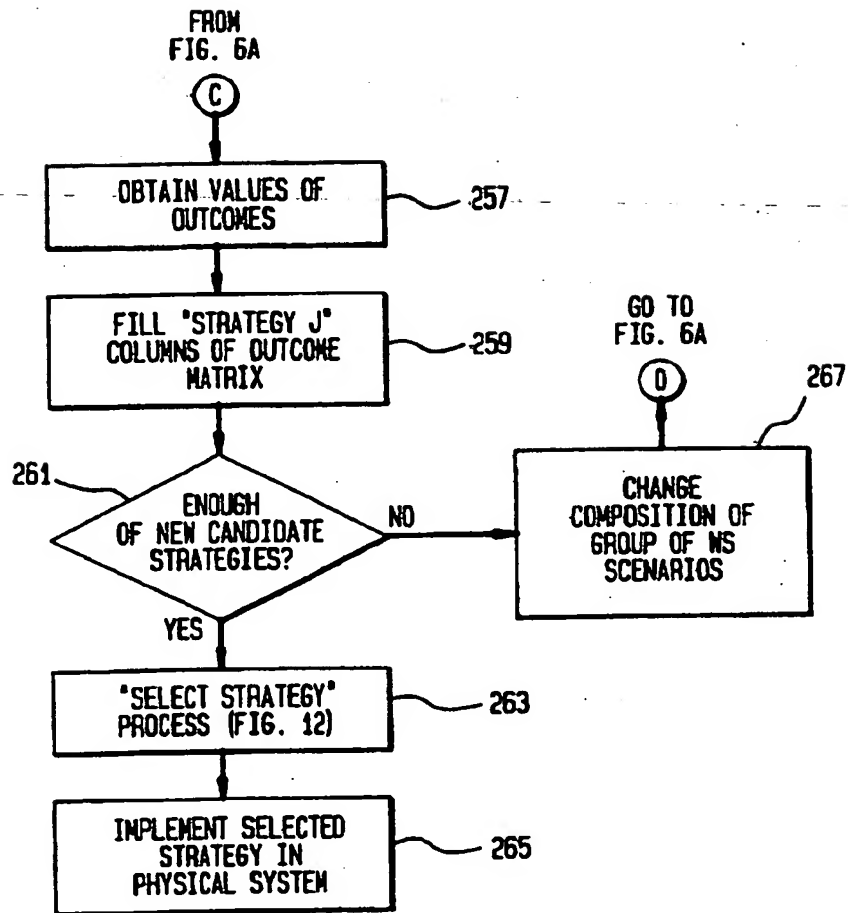 FROM
FIG. 6A
C
OBTAIN VALUES OF
OUTCOMES
257
FILL "STRATEGY J"
COLUMNS OF OUTCOME
MATRIX
259
GO TO
FIG. 6A
D
267
CHANGE
COMPOSITION OF
GROUP OF WS
SCENARIOS
261
ENOUGH
OF NEW CANDIDATE
STRATEGIES?
NO
YES
"SELECT STRATEGY"
PROCESS (FIG. 12)
263
IMPLEMENT SELECTED
STRATEGY IN
PHYSICAL SYSTEM
265